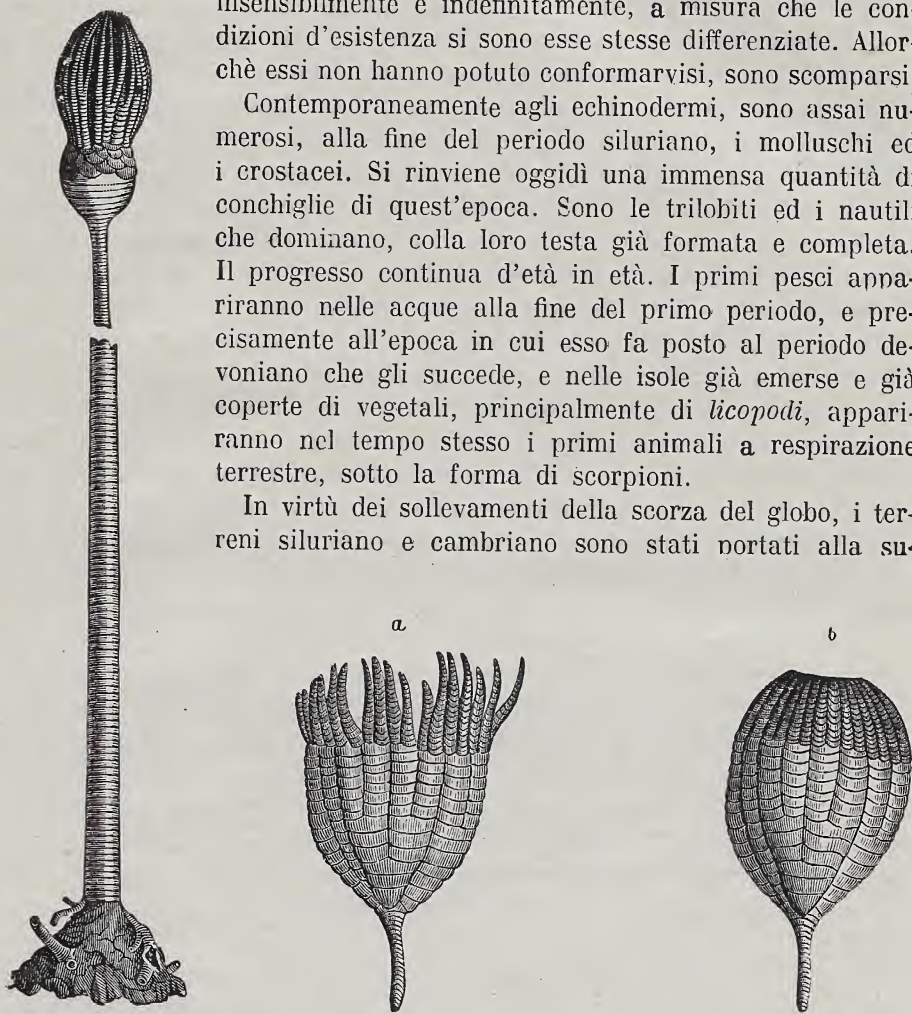 insensibilmente e indefinitamente, a misura che le con-
dizioni d'esistenza si sono esse stesse differenziate. Allor-
chè essi non hanno potuto conformarvisi, sono scomparsi
Contemporaneamente agli echinodermi, sono assai nu-
merosi, alla fine del periodo siluriano, i molluschi ed
i crostacei. Si rinviene oggidì una immensa quantità di
conchiglie di quest'epoca. Sono le trilobiti ed i nautili
che dominano, colla loro testa già formata e completa.
Il progresso continua d'età in età. I primi pesci appa-
riranno nelle acque alla fine del primo periodo, e pre-
cisamente all'epoca in cui esso fa posto al periodo de-
voniano che gli succede, e nelle isole già emerse e già
coperte di vegetali, principalmente di licopodi, appari-
ranno nel tempo stesso i primi animali a respirazione
terrestre, sotto la forma di scorpioni.
In virtù dei sollevamenti della scorza del globo, i ter-
reni siluriano e cambriano sono stati portati alla su-
a
b